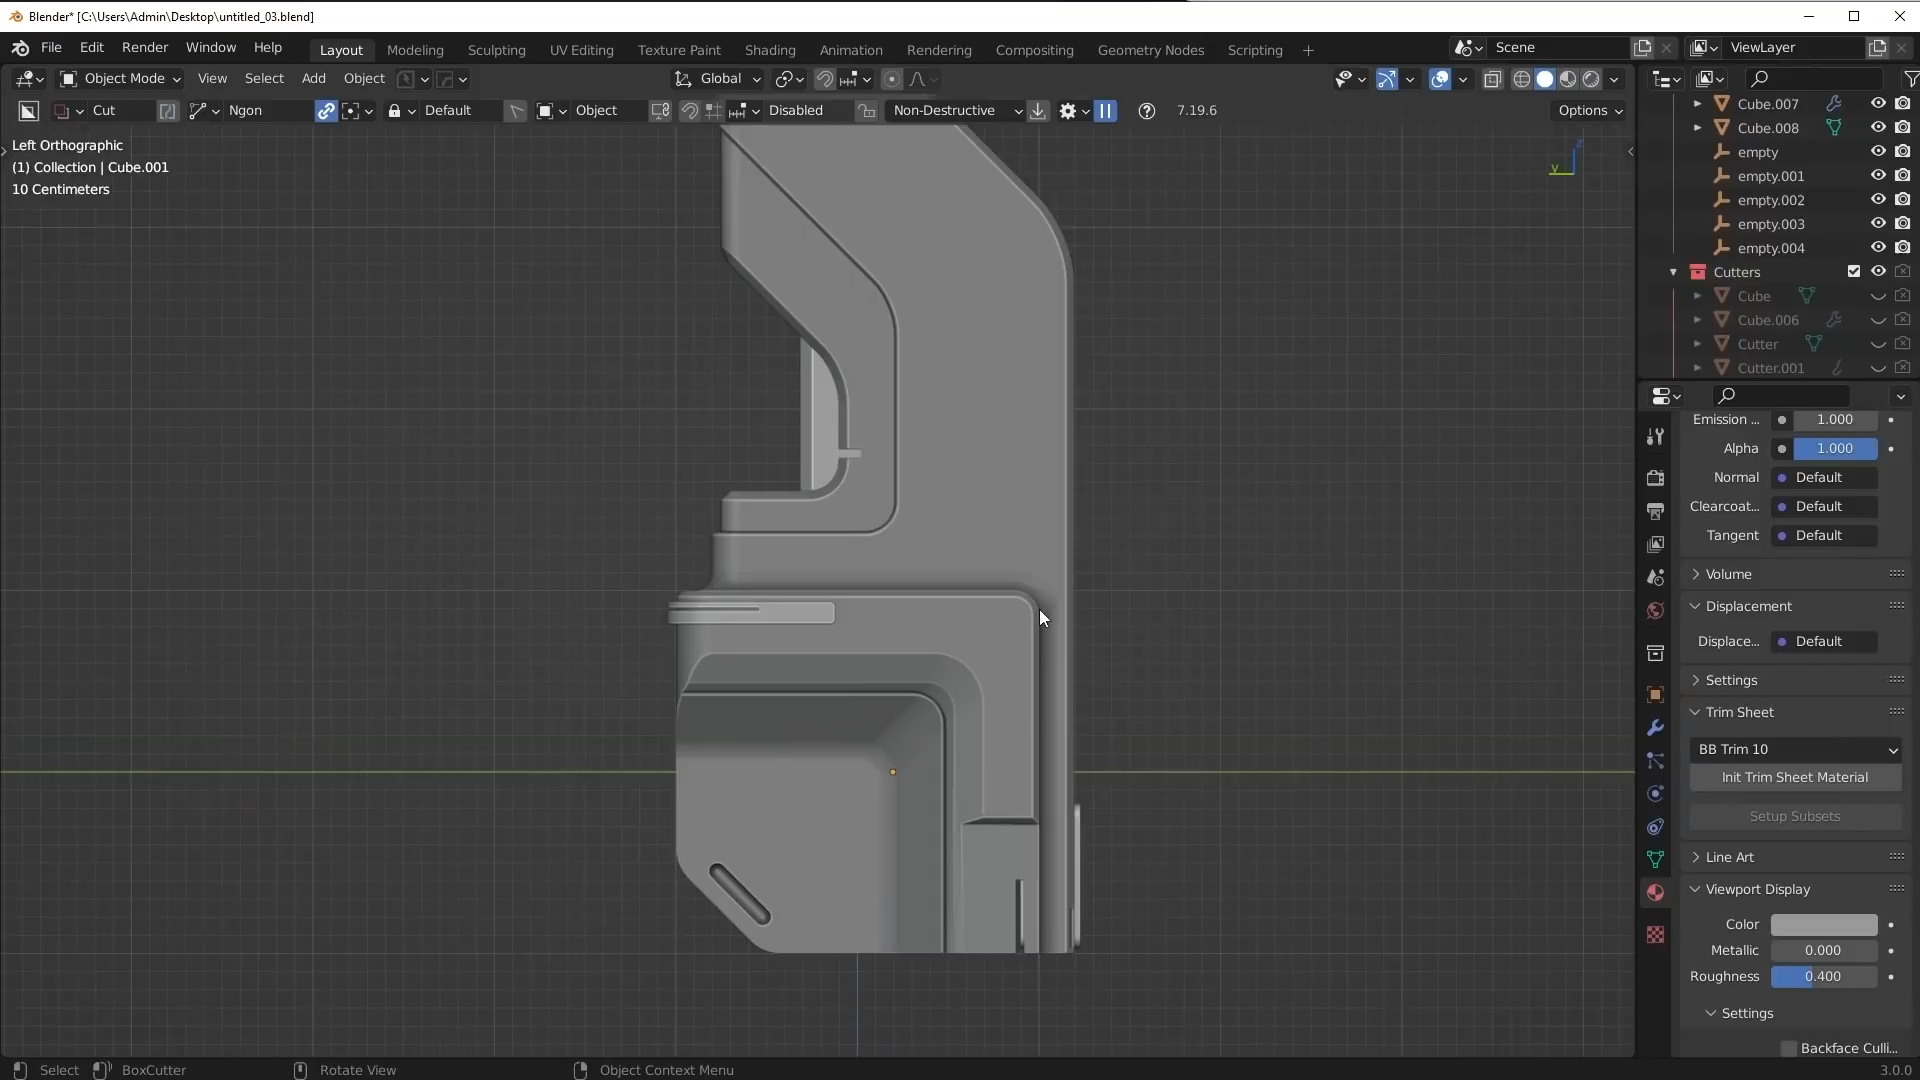 Blender* [C:\Users\Admin\Desktop\untitled_03.blend]
File Edit Render Window Help Layout Modeling Sculpting UV Editing Texture Paint Shading Animation Rendering Compositing Geometry Nodes Scripting + Scene ViewLayer
Object Mode View Select Add Object Global
Cut Ngon Default Object Disabled Non-Destructive 7.19.6 Options
Left Orthographic
(1) Collection | Cube.001
10 Centimeters
z
y
Cube.007
Cube.008
empty
empty.001
empty.002
empty.003
empty.004
Cutters
Cube
Cube.006
Cutter
Cutter.001
Emission ... 1.000
Alpha 1.000
Normal Default
Clearcoat... Default
Tangent Default
Volume
Displacement
Displace... Default
Settings
Trim Sheet
BB Trim 10
Init Trim Sheet Material
Setup Subsets
Line Art
Viewport Display
Color
Metallic 0.000
Roughness 0.400
Settings
Backface Culli...
Select BoxCutter Rotate View Object Context Menu 3.0.0